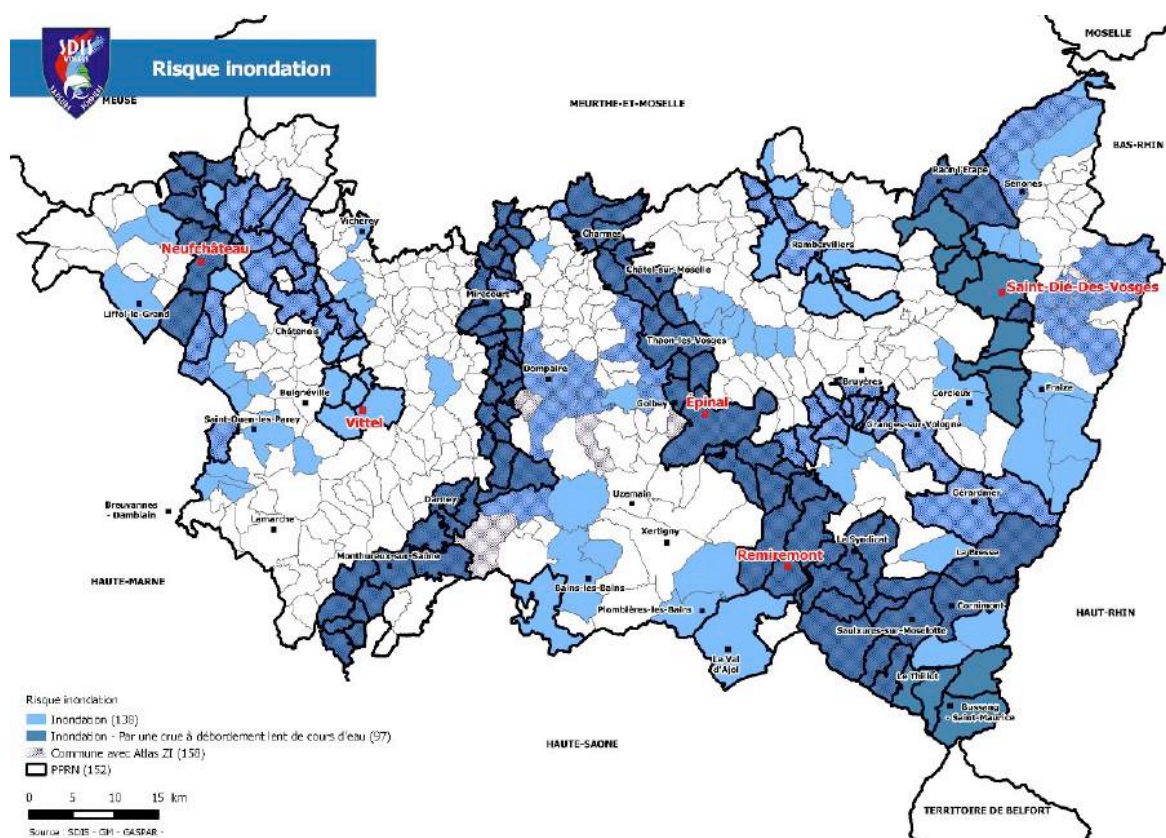 SDIS
VOSGES
SAPEURS POMPIERS
Risque inondation
MOSELLE
MEUSE
MEURTHE-ET-MOSELLE
BAS-RHIN
Raon l'Etape
Senones
Vicherey
Neufchâteau
Charmes
Rambervillers
Châtel-sur-Moselle
Saint-Dié-Des-Vosges
Mirecourt
Liffol-le-Grand
Châtenois
Thaon-les-Vosges
Dompaire
Bruyères
Fraize
Bulgnéville
Golbey
Corcieux
Vittel
Epinal
Saint-Ouen-les-Parey
Granges-sur-Vologne
Uzemain
Gérardmer
Breuvannes
- Damblain
Darney
Lamarche
Xertigny
Le Syndicat
Monthureux-sur-Saône
Remiremont
La Bresse
HAUTE-MARNE
Bains-les-Bains
Plombières-les-Bains
Cornimont
HAUT-RHIN
Saulxures-sur-Moselotte
Le Val
d'Ajol
Le Thillot
Bussang
- Saint-Maurice
HAUTE-SAONE
TERRITOIRE DE BELFORT
Risque inondation
Inondation (138)
Inondation - Par une crue à débordement lent de cours d'eau (97)
Commune avec Atlas ZI (158)
PPRN (152)
0 5 10 15 km
Source : SDIS - GM - GASPAR -